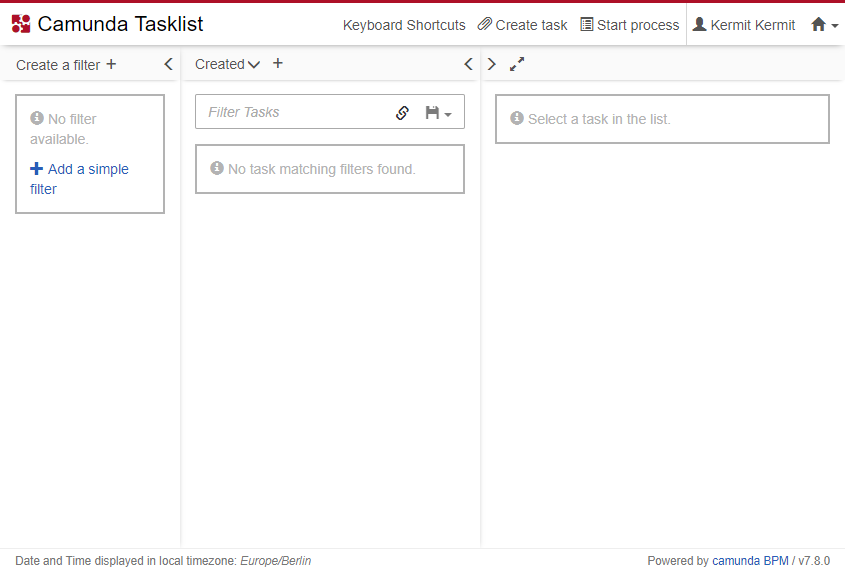 Camunda Tasklist
Keyboard Shortcuts Create task Start process Kermit Kermit
Create a filter +
Created +
No filter
available.
Add a simple
filter
Filter Tasks
No task matching filters found.
Select a task in the list.
Date and Time displayed in local timezone: Europe/Berlin
Powered by camunda BPM / v7.8.0